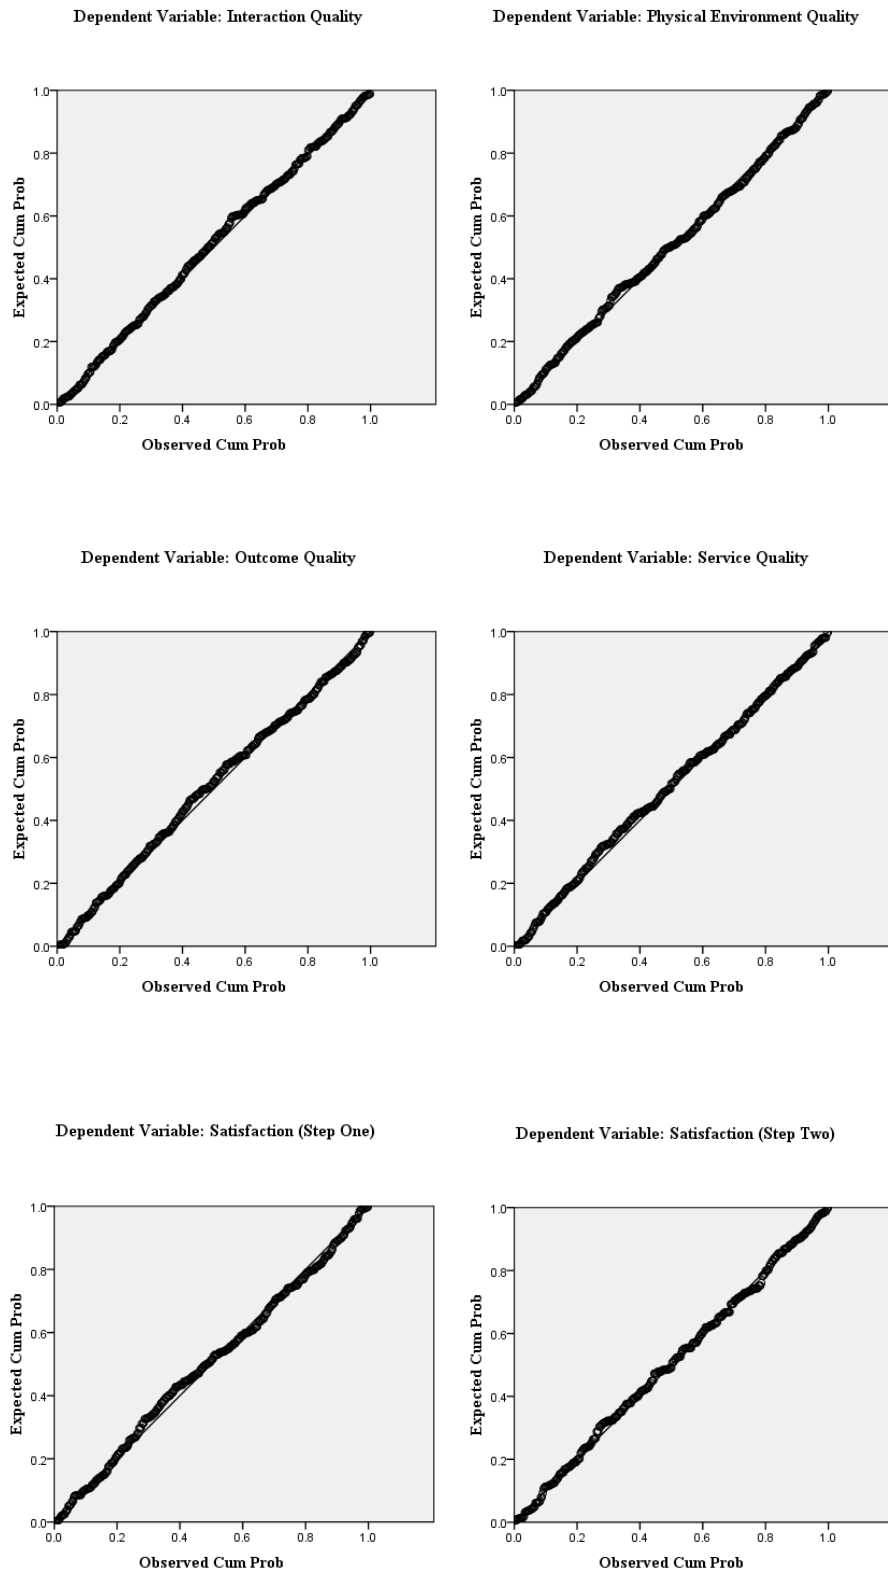 Dependent Variable: Interaction Quality
1.0
0.8
0.6
0.4
0.2
0.0
Expected Cum Prob
0.0 0.2 0.4 0.6 0.8 1.0
Observed Cum Prob
Dependent Variable: Physical Environment Quality
1.0
0.8
0.6
0.4
0.2
0.0
Expected Cum Prob
0.0 0.2 0.4 0.6 0.8 1.0
Observed Cum Prob
Dependent Variable: Outcome Quality
1.0
0.8
0.6
0.4
0.2
0.0
Expected Cum Prob
0.0 0.2 0.4 0.6 0.8 1.0
Observed Cum Prob
Dependent Variable: Service Quality
1.0
0.8
0.6
0.4
0.2
0.0
Expected Cum Prob
0.0 0.2 0.4 0.6 0.8 1.0
Observed Cum Prob
Dependent Variable: Satisfaction (Step One)
1.0
0.8
0.6
0.4
0.2
0.0
Expected Cum Prob
0.0 0.2 0.4 0.6 0.8 1.0
Observed Cum Prob
Dependent Variable: Satisfaction (Step Two)
1.0
0.8
0.6
0.4
0.2
0.0
Expected Cum Prob
0.0 0.2 0.4 0.6 0.8 1.0
Observed Cum Prob